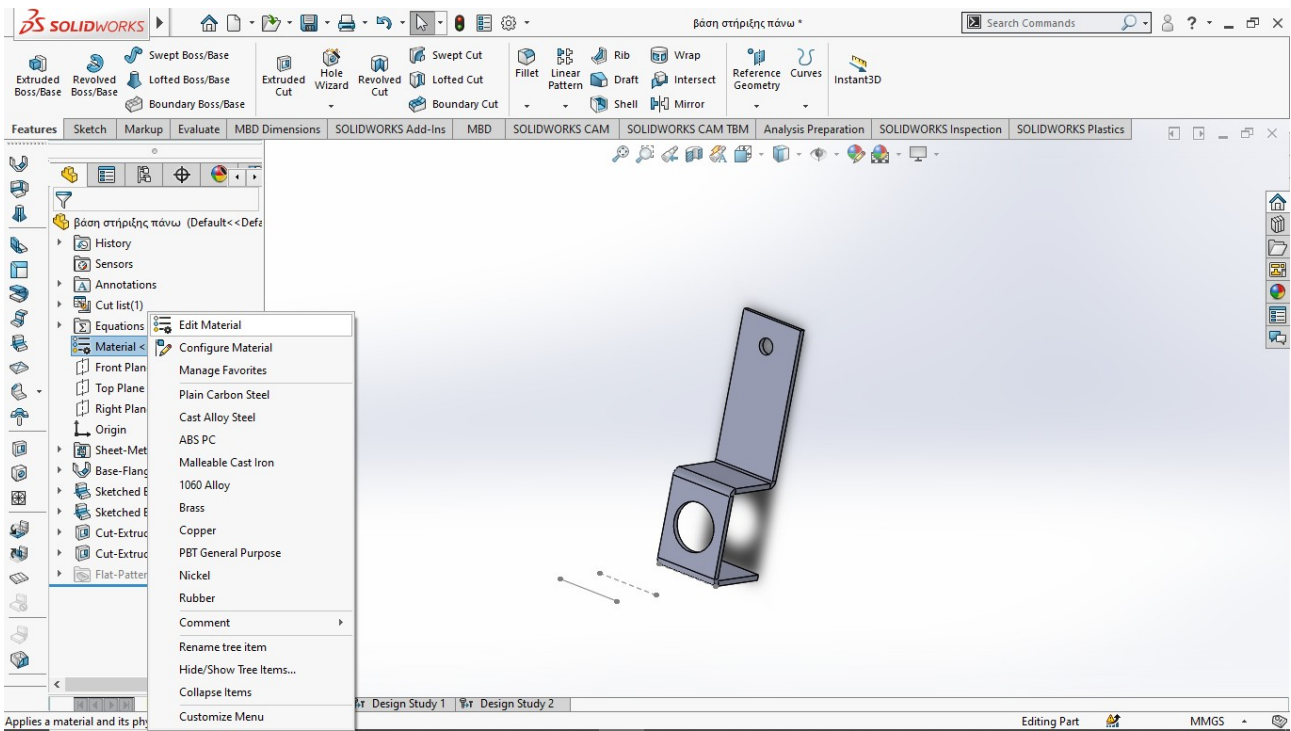 SOLIDWORKS
βάση στήριξης πάνω *
Search Commands
Extruded Boss/Base
Revolved Boss/Base
Swept Boss/Base
Lofted Boss/Base
Boundary Boss/Base
Extruded Cut
Hole Wizard
Revolved Cut
Swept Cut
Lofted Cut
Boundary Cut
Fillet
Linear Pattern
Rib
Draft
Shell
Wrap
Intersect
Mirror
Reference Geometry
Curves
Instant3D
Features Sketch Markup Evaluate MBD Dimensions SOLIDWORKS Add-Ins MBD SOLIDWORKS CAM SOLIDWORKS CAM TBM Analysis Preparation SOLIDWORKS Inspection SOLIDWORKS Plastics
βάση στήριξης πάνω (Default<<Defa
History
Sensors
Annotations
Cut list(1)
Equations
Material <
Front Plan
Top Plane
Right Plan
Origin
Sheet-Met
Base-Flang
Sketched B
Sketched B
Cut-Extruc
Cut-Extruc
Flat-Patter
Edit Material
Configure Material
Manage Favorites
Plain Carbon Steel
Cast Alloy Steel
ABS PC
Malleable Cast Iron
1060 Alloy
Brass
Copper
PBT General Purpose
Nickel
Rubber
Comment
Rename tree item
Hide/Show Tree Items...
Collapse Items
Customize Menu
Design Study 1 Design Study 2
Applies a material and its ph
Editing Part MMGS